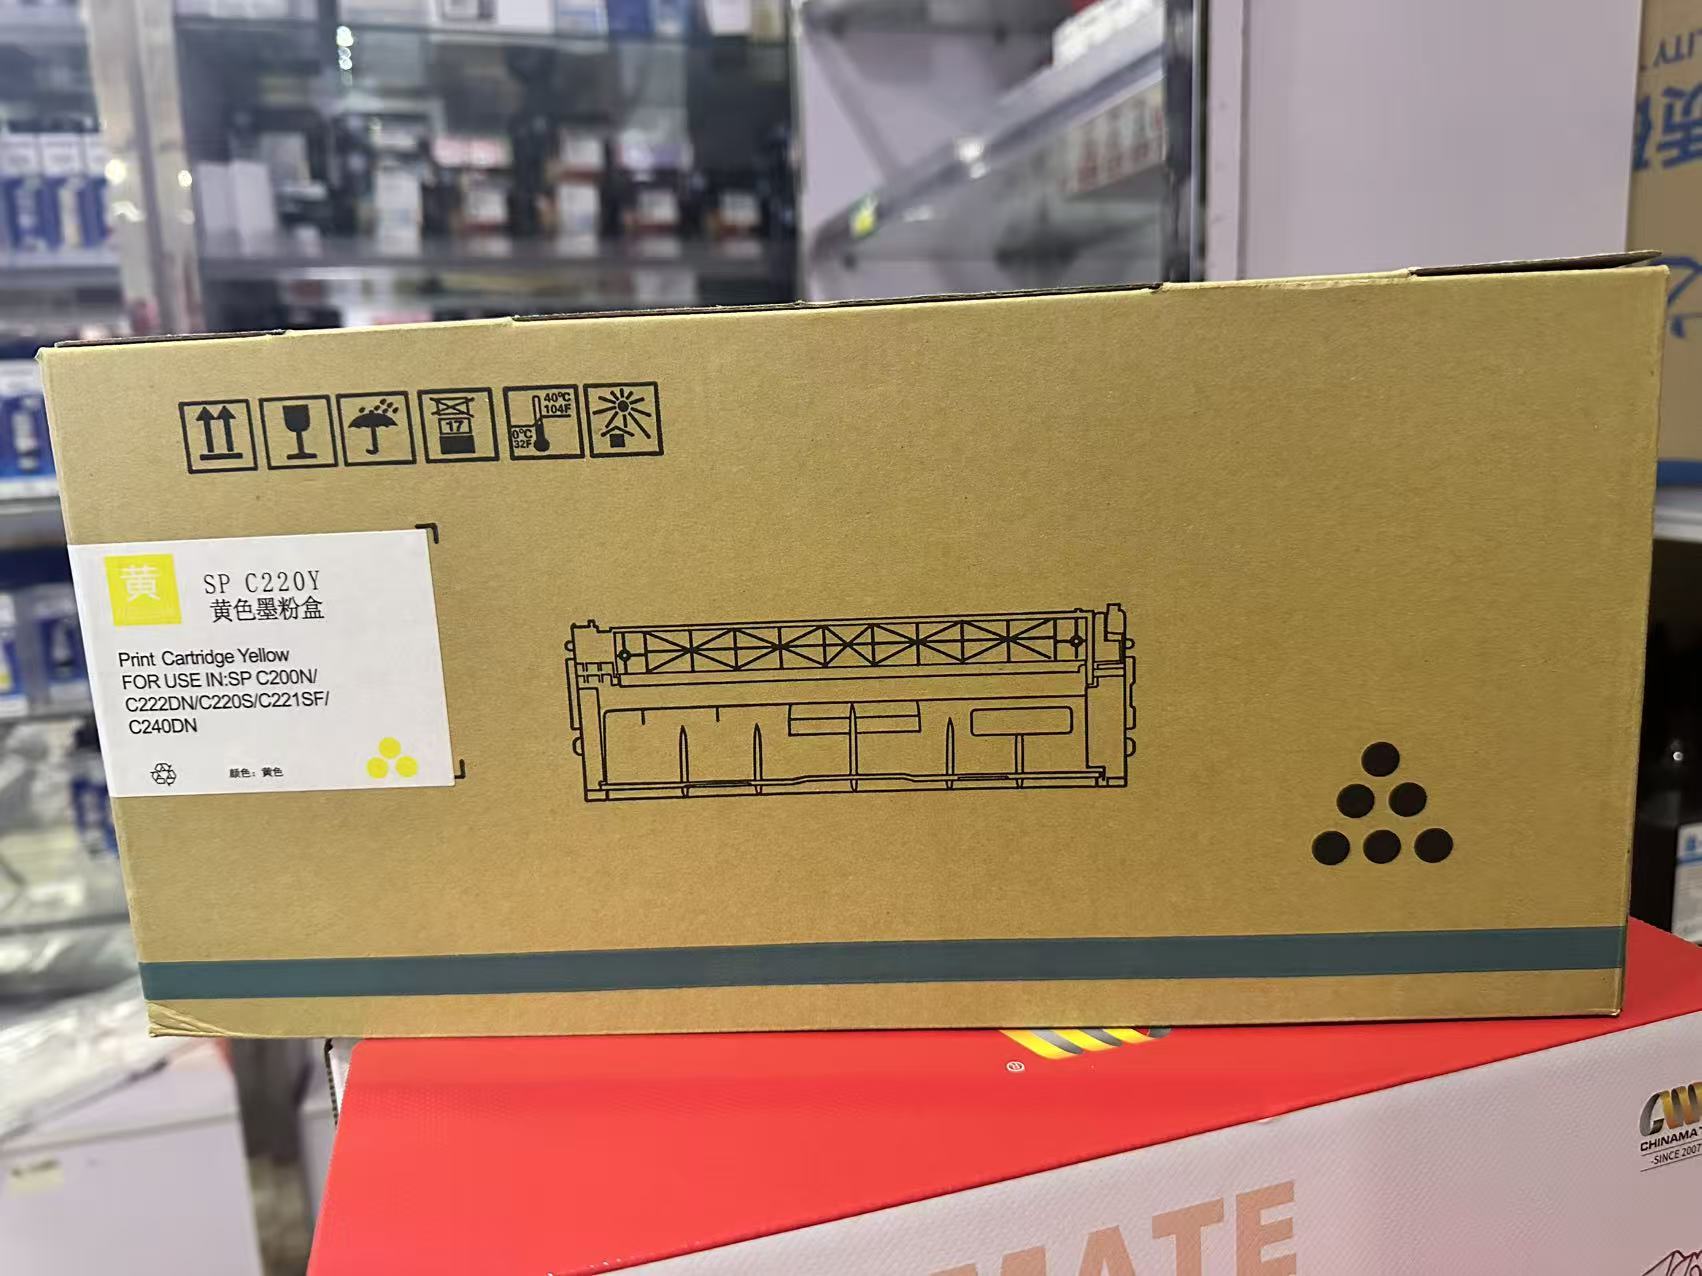 17
40℃
104F
0℃
32F
黄
SP C220Y
黄色墨粉盒
Print Cartridge Yellow
FOR USE IN:SP C200N/
C222DN/C220S/C221SF/
C240DN
颜色：黄色
®
CHINAMAT
-SINCE 2007
MATE